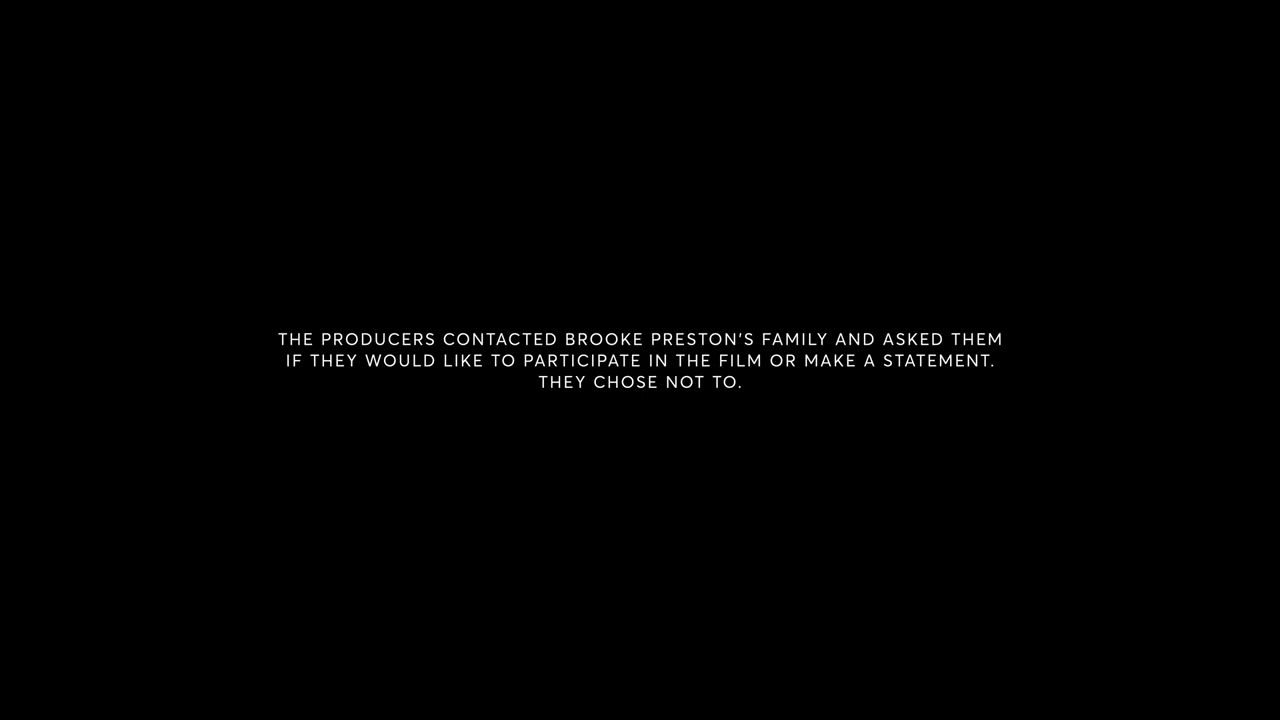 THE PRODUCERS CONTACTED BROOKE PRESTON'S FAMILY AND ASKED THEM
IF THEY WOULD LIKE TO PARTICIPATE IN THE FILM OR MAKE A STATEMENT.
THEY CHOSE NOT TO.